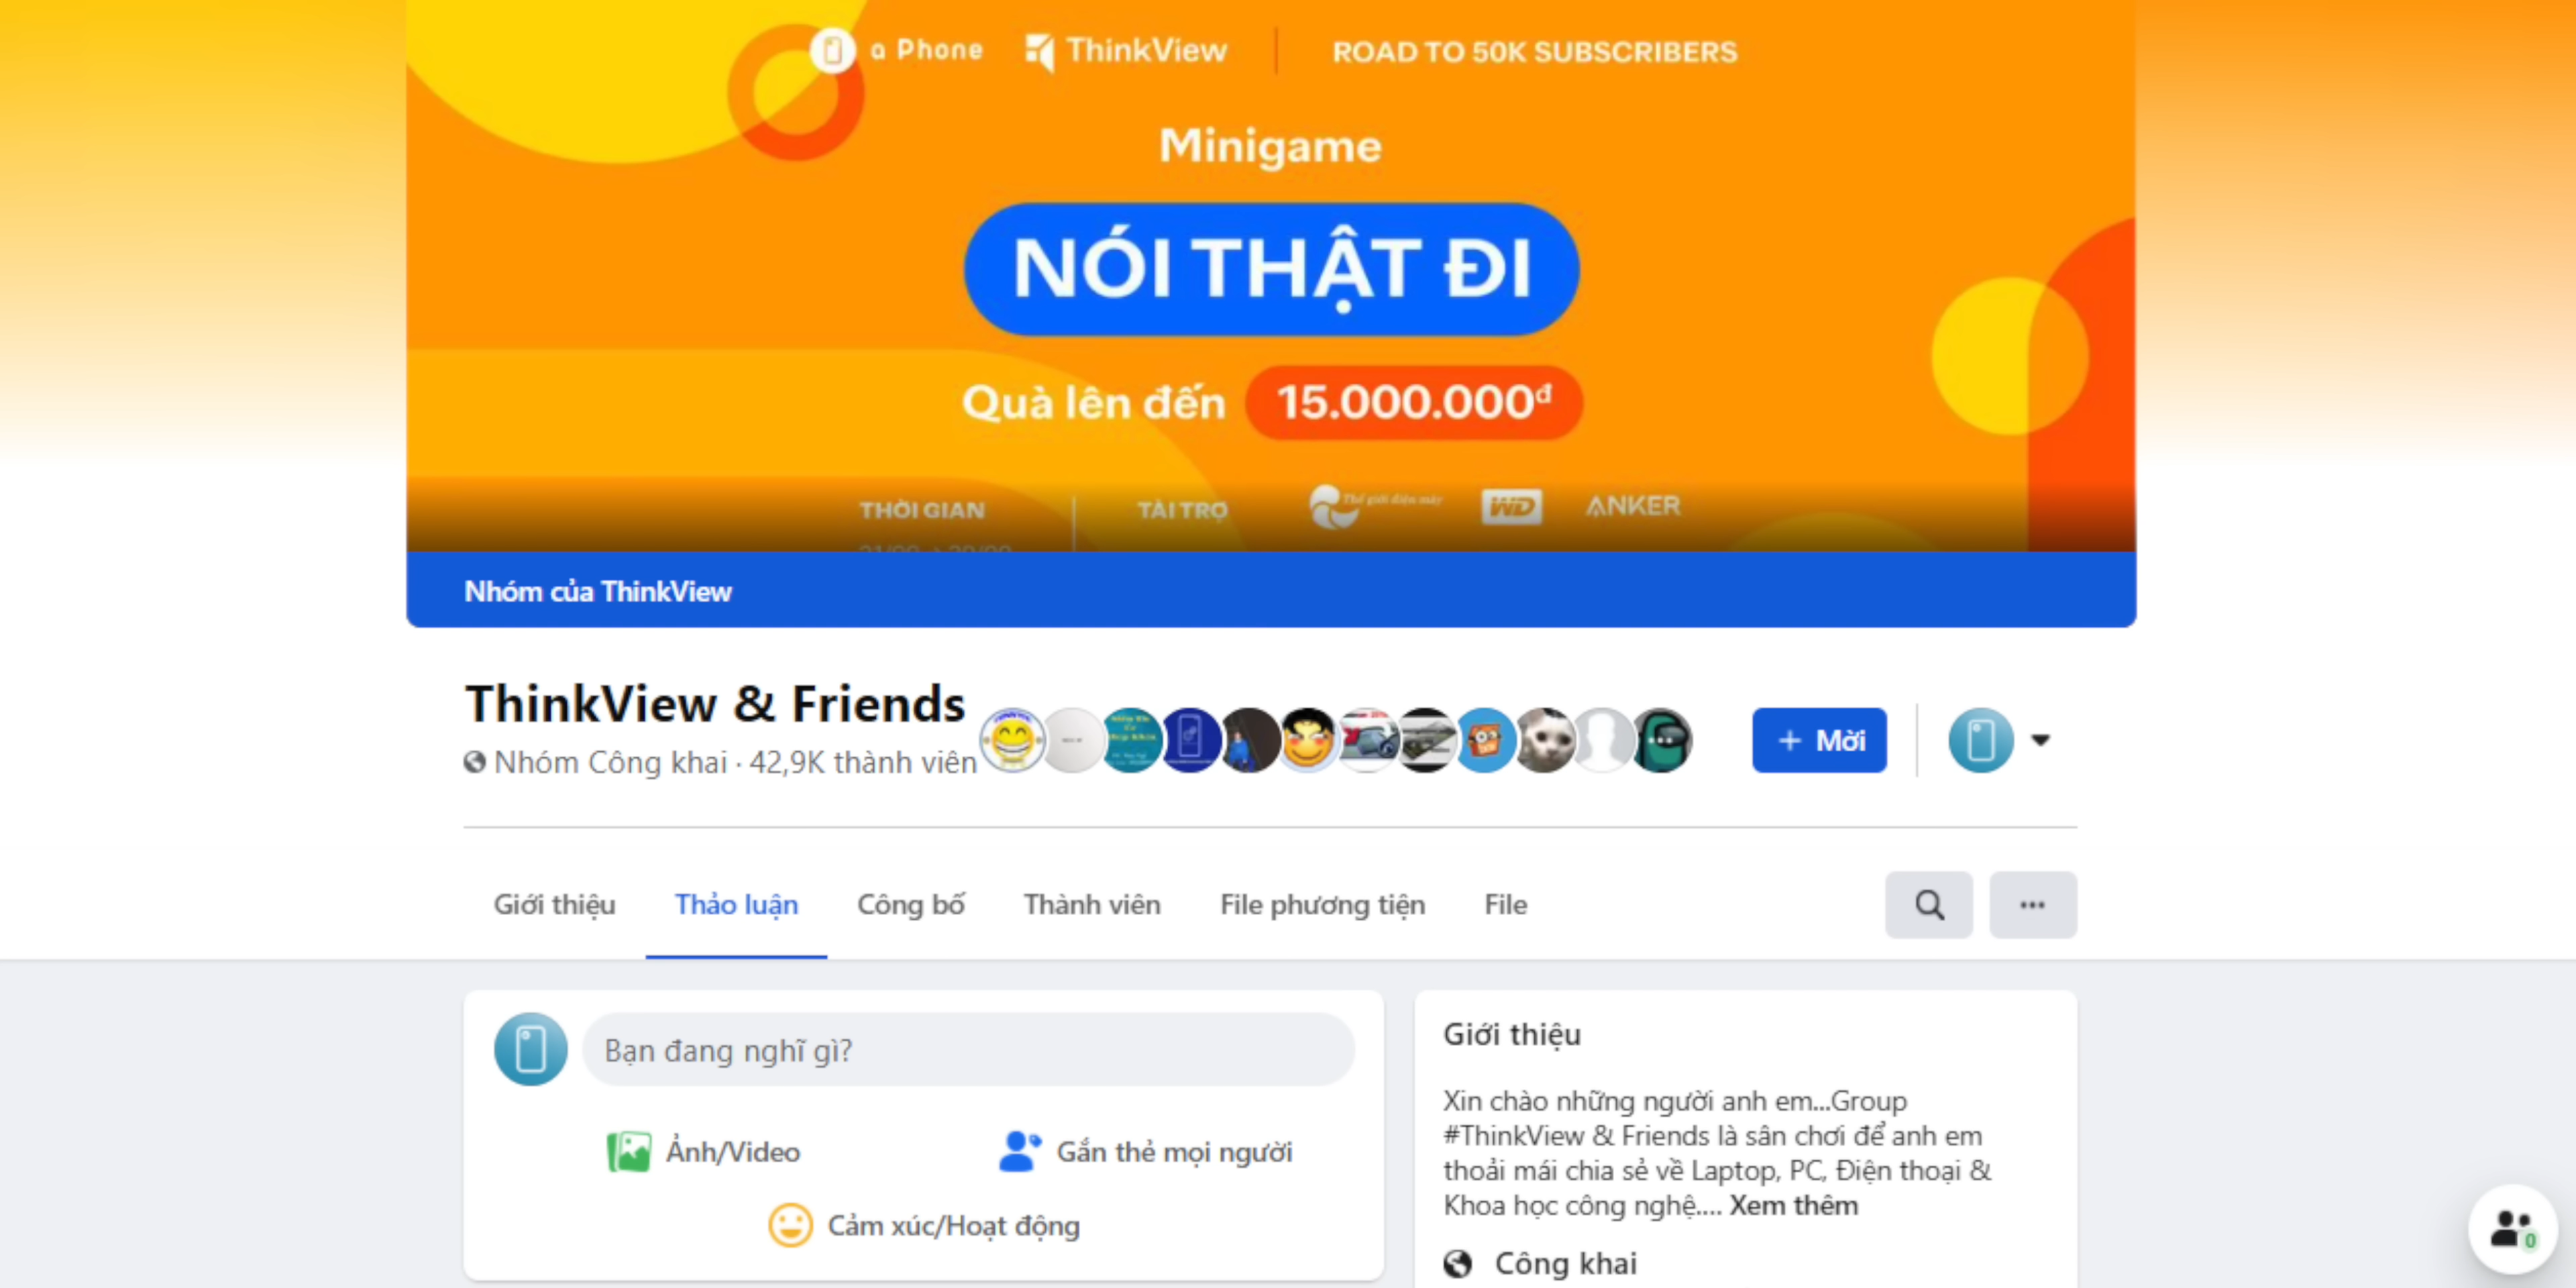 a Phone ThinkView ROAD TO 50K SUBSCRIBERS
Minigame
NÓI THẬT ĐI
Quà lên đến 15.000.000đ
THỜI GIAN TÀI TRỢ Thế giới điện máy WD ANKER
Nhóm của ThinkView
ThinkView & Friends
Nhóm Công khai · 42,9K thành viên
+ Mời
Giới thiệu Thảo luận Công bố Thành viên File phương tiện File
Bạn đang nghĩ gì?
Ảnh/Video Gắn thẻ mọi người
Cảm xúc/Hoạt động
Giới thiệu
Xin chào những người anh em...Group
#ThinkView & Friends là sân chơi để anh em
thoải mái chia sẻ về Laptop, PC, Điện thoại &
Khoa học công nghệ.... Xem thêm
Công khai
0